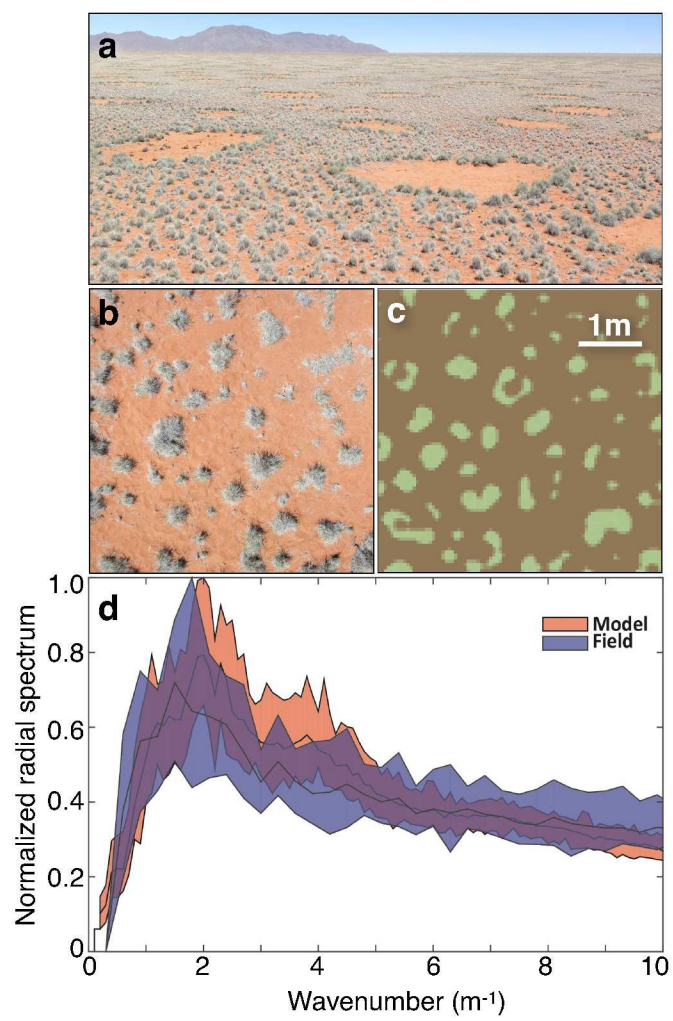 a
b
c
1m
d
1.0
0.8
0.6
0.4
0.2
0
Normalized radial spectrum
Model
Field
0 2 4 6 8 10
Wavenumber (m-1)